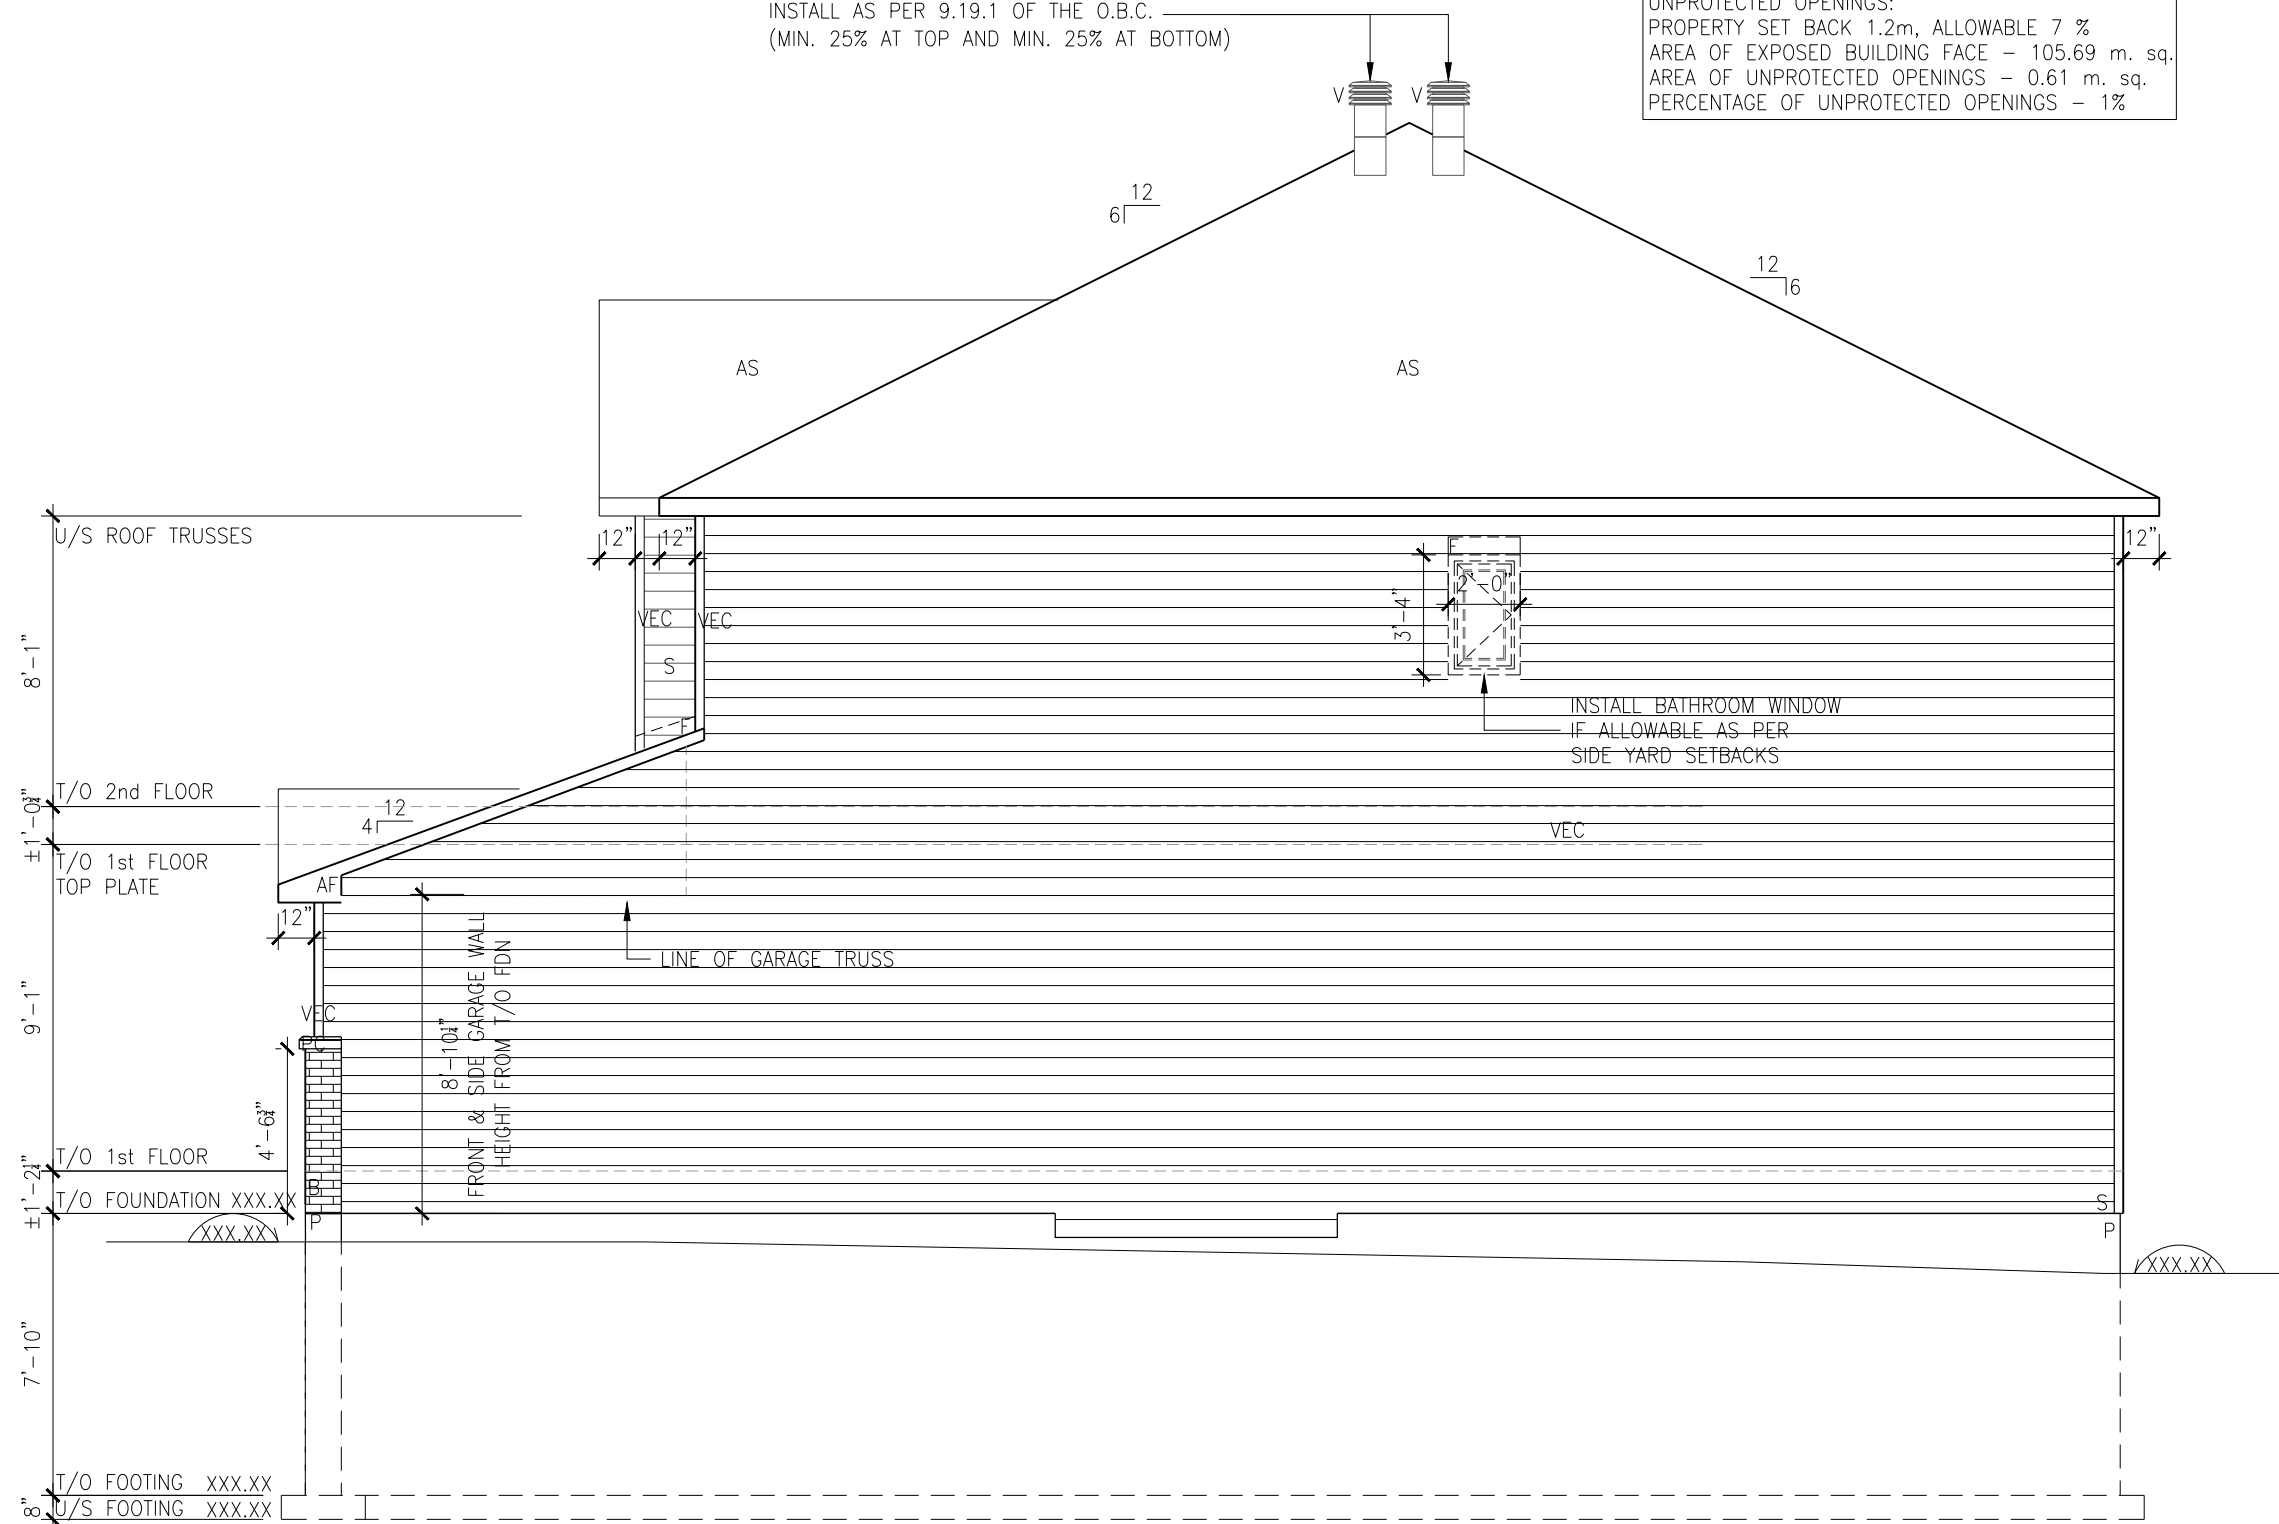 INSTALL AS PER 9.19.1 OF THE O.B.C.
(MIN. 25% AT TOP AND MIN. 25% AT BOTTOM)
UNPROTECTED OPENINGS:
PROPERTY SET BACK 1.2m, ALLOWABLE 7 %
AREA OF EXPOSED BUILDING FACE – 105.69 m. sq.
AREA OF UNPROTECTED OPENINGS – 0.61 m. sq.
PERCENTAGE OF UNPROTECTED OPENINGS – 1%
V
V
12
6
12
6
AS
AS
U/S ROOF TRUSSES
12"
12"
12"
2'-0"
3'-4"
F
VEC
VEC
S
F
8'-1"
INSTALL BATHROOM WINDOW
IF ALLOWABLE AS PER
SIDE YARD SETBACKS
T/O 2nd FLOOR
±1'-0¾"
12
4
VEC
T/O 1st FLOOR
TOP PLATE
AF
12"
LINE OF GARAGE TRUSS
9'-1"
VEC
PC
8'-10¼"
FRONT & SIDE GARAGE WALL
HEIGHT FROM T/O FDN
4'-6¾"
T/O 1st FLOOR
±1'-2¼"
B
T/O FOUNDATION XXX.XX
P
S
P
XXX.XX
XXX.XX
7'-10"
T/O FOOTING XXX.XX
8"
U/S FOOTING XXX.XX